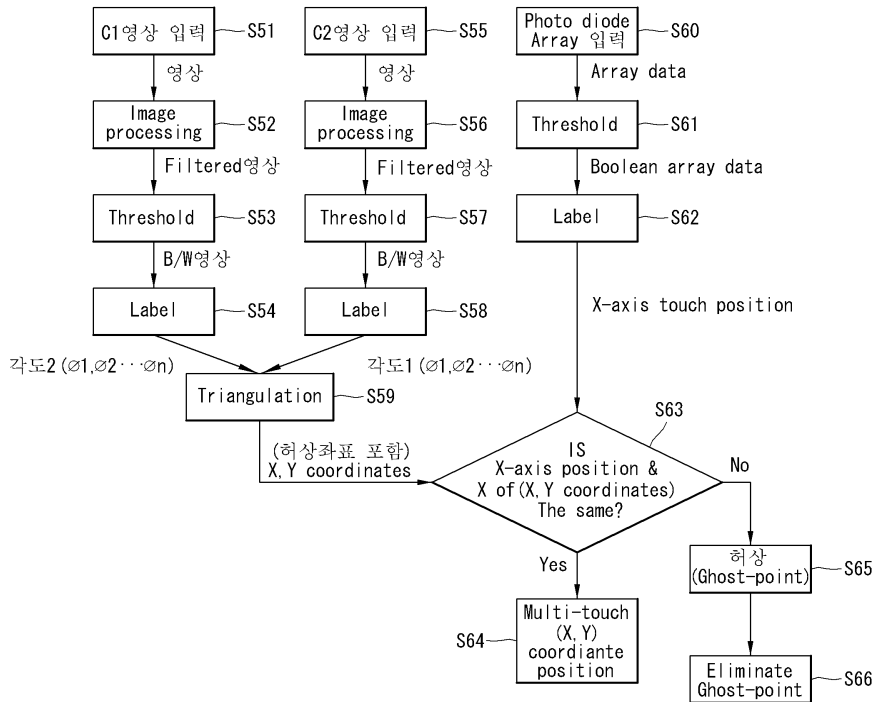 C1영상 입력
S51
영상
Image
processing
S52
Filtered영상
Threshold
S53
B/W영상
Label
S54
각도2(∅1,∅2···∅n)
C2영상 입력
S55
영상
Image
processing
S56
Filtered영상
Threshold
S57
B/W영상
Label
S58
각도1(∅1,∅2···∅n)
Triangulation
S59
(허상좌표 포함)
X,Y coordinates
Photo diode
Array 입력
S60
Array data
Threshold
S61
Boolean array data
Label
S62
X-axis touch position
S63
IS
X-axis position &
X of(X,Y coordinates)
The same?
No
Yes
S64
Multi-touch
(X,Y)
coordiante
position
허상
(Ghost-point)
S65
Eliminate
Ghost-point
S66